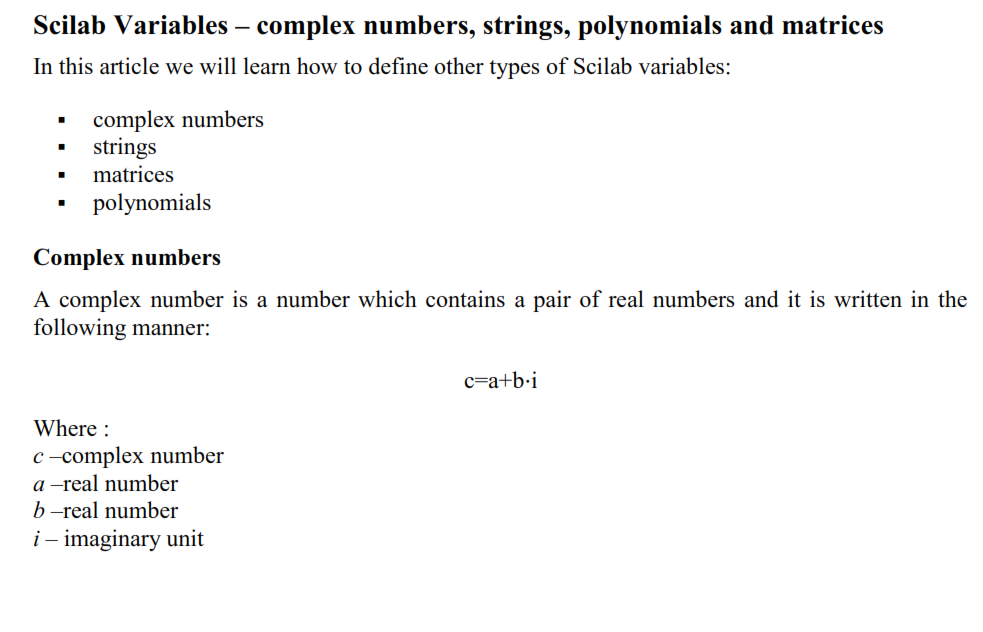 Scilab Variables – complex numbers, strings, polynomials and matrices
In this article we will learn how to define other types of Scilab variables:
▪ complex numbers
▪ strings
▪ matrices
▪ polynomials
Complex numbers
A complex number is a number which contains a pair of real numbers and it is written in the
following manner:
c=a+b·i
Where :
c –complex number
a –real number
b –real number
i – imaginary unit